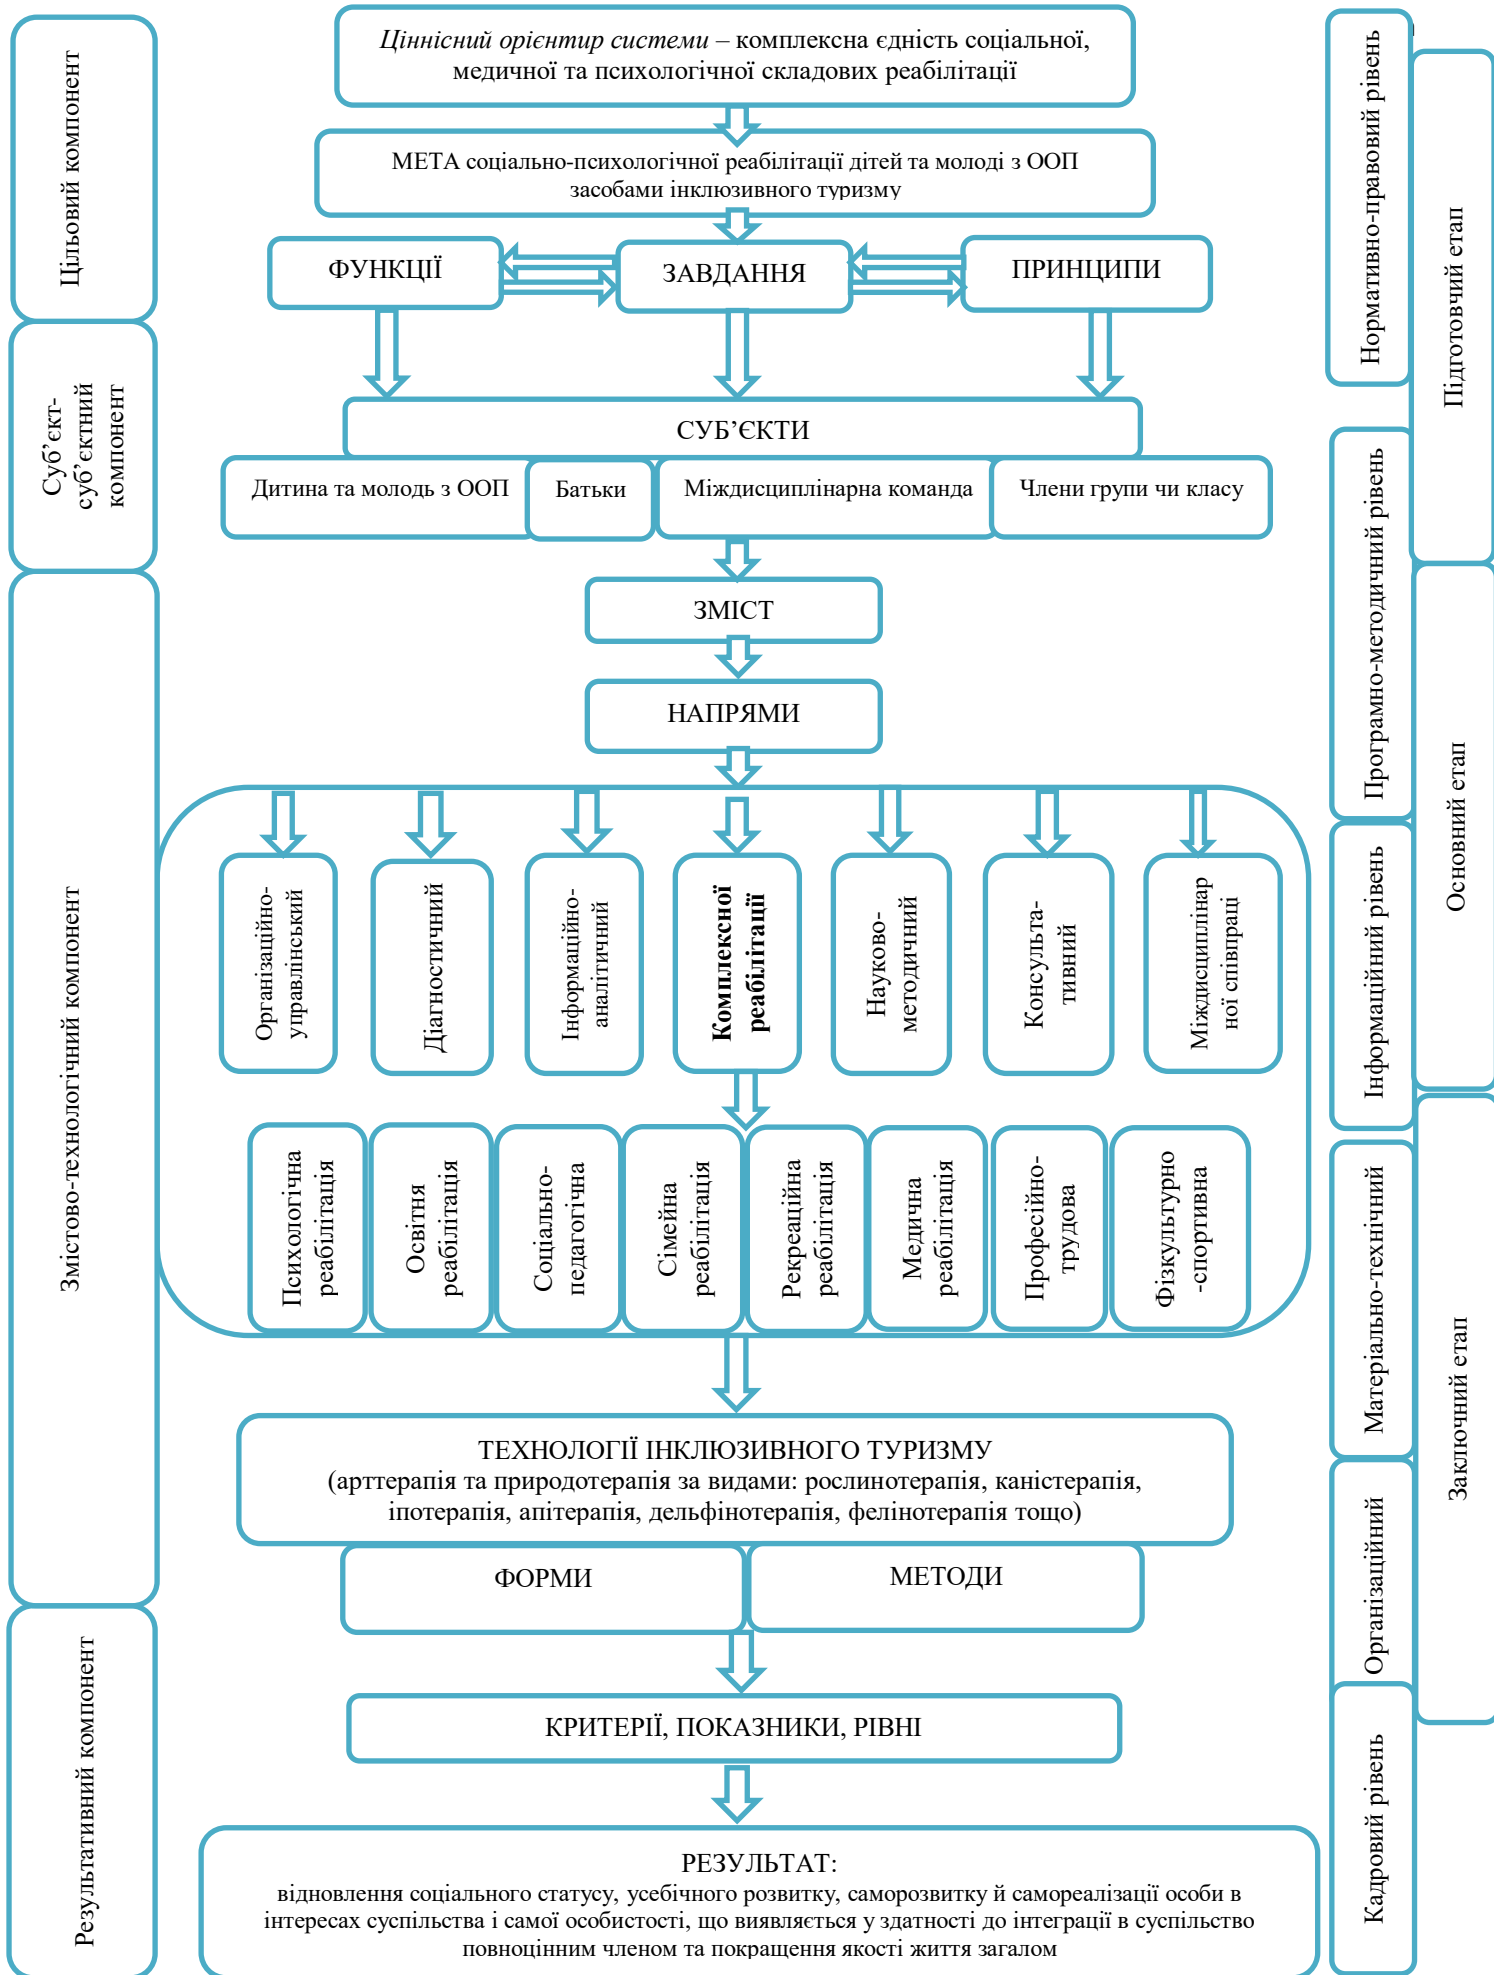 Ціннісний орієнтир системи – комплексна єдність соціальної,
медичної та психологічної складових реабілітації
МЕТА соціально-психологічної реабілітації дітей та молоді з ООП
засобами інклюзивного туризму
ФУНКЦІЇ
ЗАВДАННЯ
ПРИНЦИПИ
СУБ’ЄКТИ
Дитина та молодь з ООП
Батьки
Міждисциплінарна команда
Члени групи чи класу
ЗМІСТ
НАПРЯМИ
Організаційно-
управлінський
Діагностичний
Інформаційно-
аналітичний
Комплексної
реабілітації
Науково-
методичний
Консульта-
тивний
Міждисциплінар
ної співпраці
Психологічна
реабілітація
Освітня
реабілітація
Соціально-
педагогічна
Сімейна
реабілітація
Рекреаційна
реабілітація
Медична
реабілітація
Професійно-
трудова
Фізкультурно
-спортивна
ТЕХНОЛОГІЇ ІНКЛЮЗИВНОГО ТУРИЗМУ
(арттерапія та природотерапія за видами: рослинотерапія, каністерапія,
іпотерапія, апітерапія, дельфінотерапія, фелінотерапія тощо)
ФОРМИ
МЕТОДИ
КРИТЕРІЇ, ПОКАЗНИКИ, РІВНІ
РЕЗУЛЬТАТ:
відновлення соціального статусу, усебічного розвитку, саморозвитку й самореалізації особи в
інтересах суспільства і самої особистості, що виявляється у здатності до інтеграції в суспільство
повноцінним членом та покращення якості життя загалом
Цільовий компонент
Суб’єкт-
суб’єктний
компонент
Змістово-технологічний компонент
Результативний компонент
Нормативно-правовий рівень
Програмно-методичний рівень
Інформаційний рівень
Матеріально-технічний
Організаційний
Кадровий рівень
Підготовчий етап
Основний етап
Заключний етап